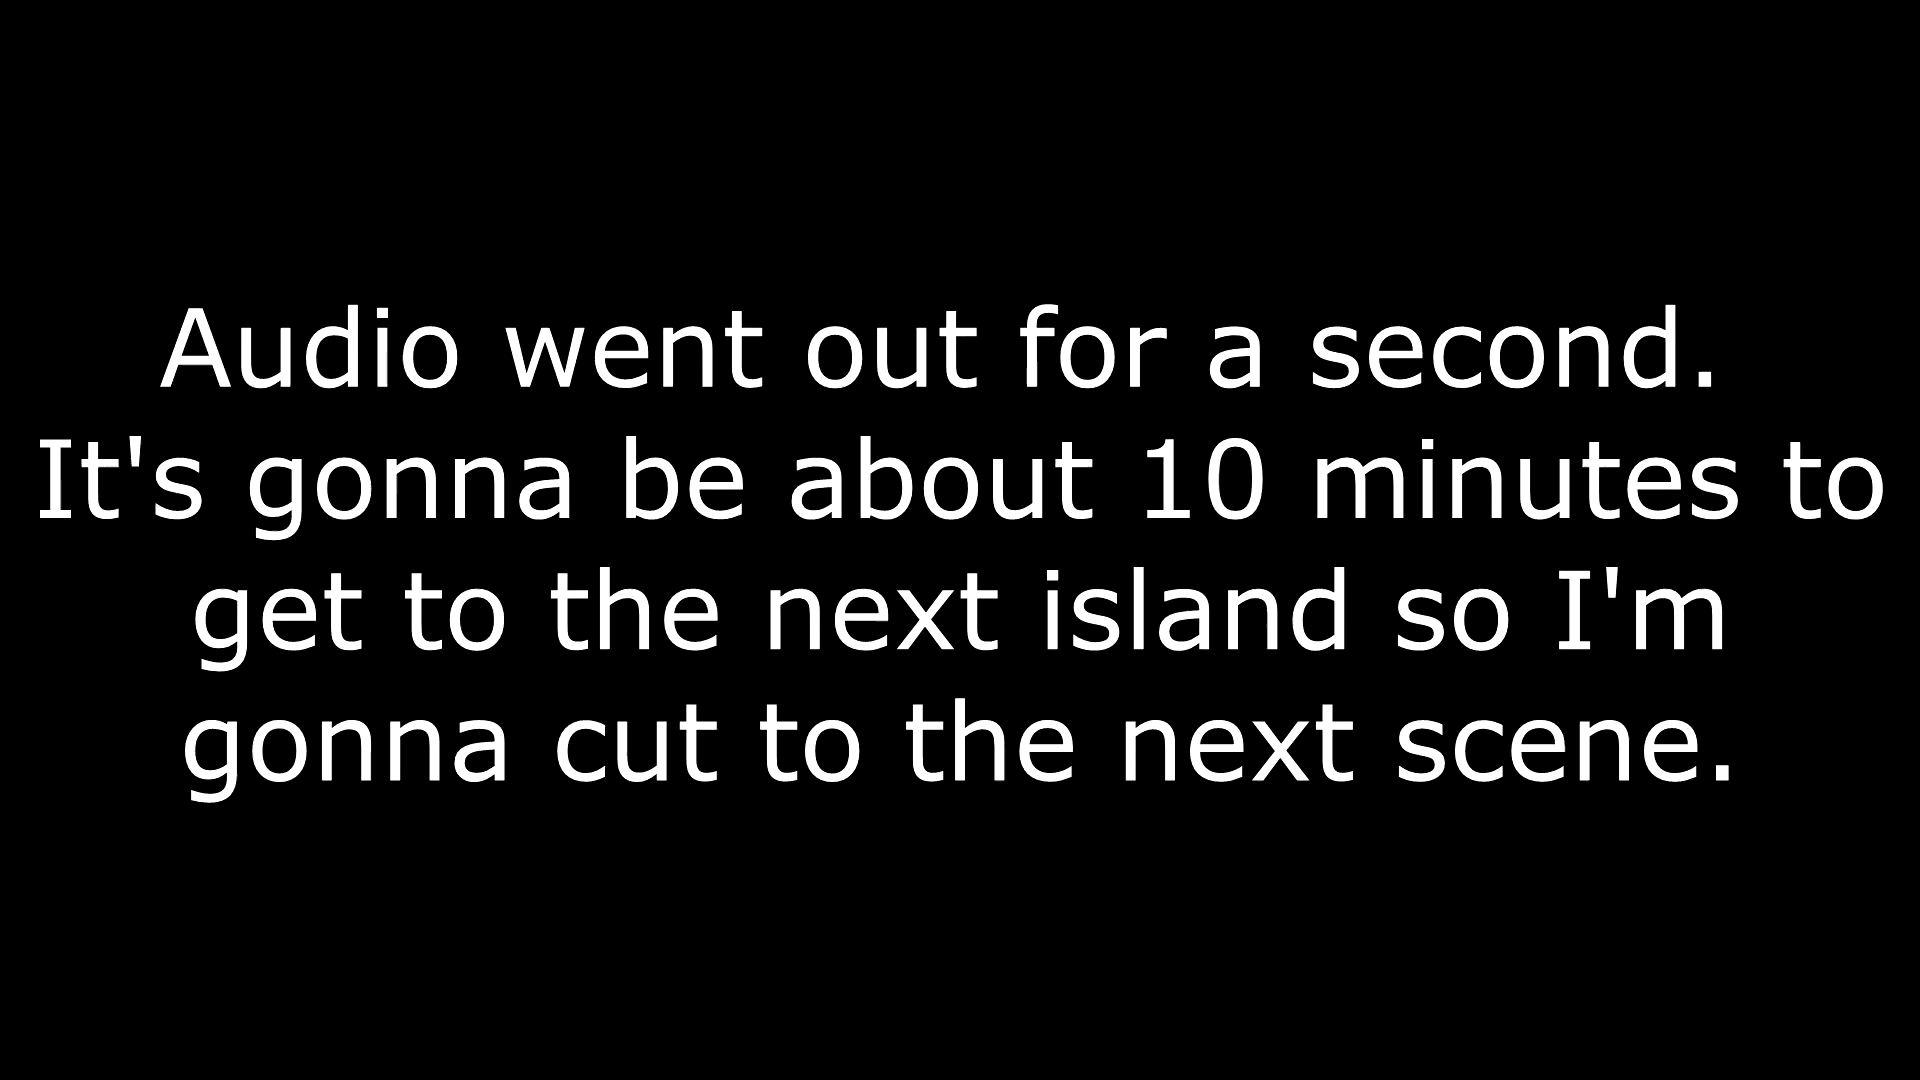 Audio went out for a second.
It's gonna be about 10 minutes to
get to the next island so I'm
gonna cut to the next scene.